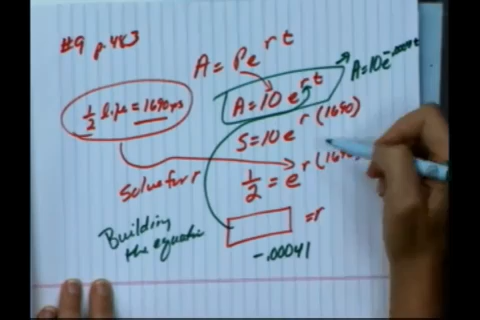 #9 p.483
A = Pe^rt
A = 10e^rt
A = 10e^-.00041t
1/2 life = 1690 yrs
5 = 10e^r(1690)
solve for r
1/2 = e^r(1690)
Building
the equation
= r
-.00041